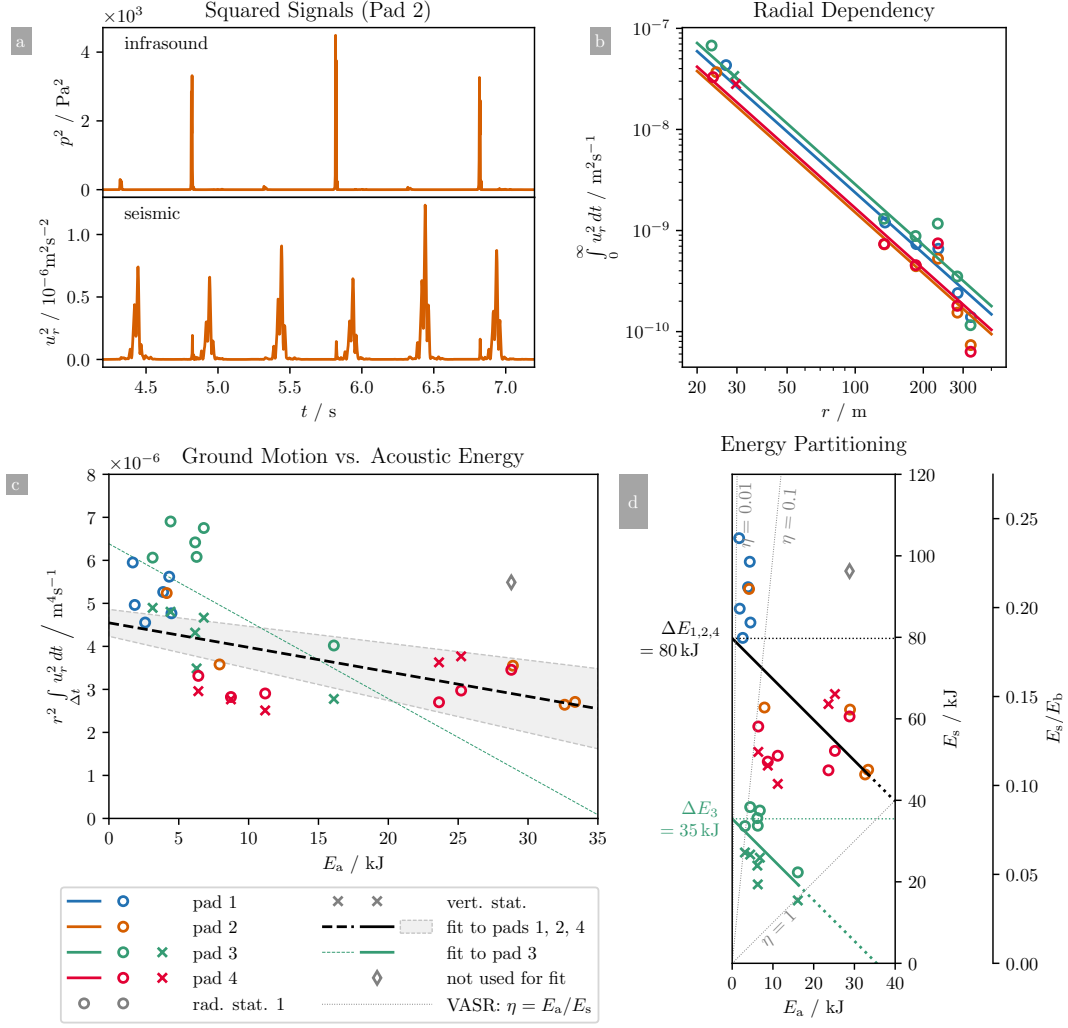 Squared Signals (Pad 2)
a
×10³
infrasound
4
2
0
p² / Pa²
seismic
1.0
0.5
0.0
u_r² / 10⁻⁶m²s⁻²
4.5 5.0 5.5 6.0 6.5 7.0
t / s
Radial Dependency
b
10⁻⁷
10⁻⁸
10⁻⁹
10⁻¹⁰
∫₀^∞ u_r² dt / m²s⁻¹
20 30 50 100 200 300
r / m
Ground Motion vs. Acoustic Energy
c
×10⁻⁶
8
7
6
5
4
3
2
1
0
r² ∫_Δt u_r² dt / m⁴s⁻¹
0 5 10 15 20 25 30 35
E_a / kJ
Energy Partitioning
d
η = 0.01
η = 0.1
η = 1
ΔE_1,2,4
= 80 kJ
ΔE_3
= 35 kJ
120
100
80
60
40
20
0
E_s / kJ
0.25
0.20
0.15
0.10
0.05
0.00
E_s/E_b
0 20 40
E_a / kJ
pad 1
pad 2
pad 3
pad 4
rad. stat. 1
vert. stat.
fit to pads 1, 2, 4
fit to pad 3
not used for fit
VASR: η = E_a/E_s